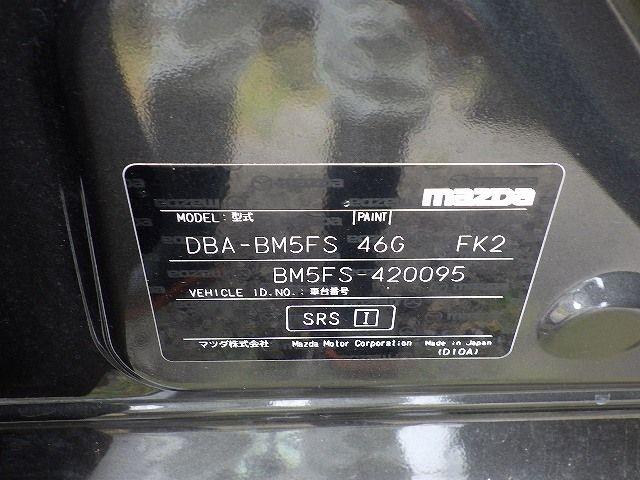 mazda
MODEL: 型式 PAINT
DBA-BM5FS 46G FK2
BM5FS-420095
VEHICLE ID.NO.: 車台番号
SRS I
マツダ株式会社 Mazda Motor Corporation Made in Japan
(D10A)